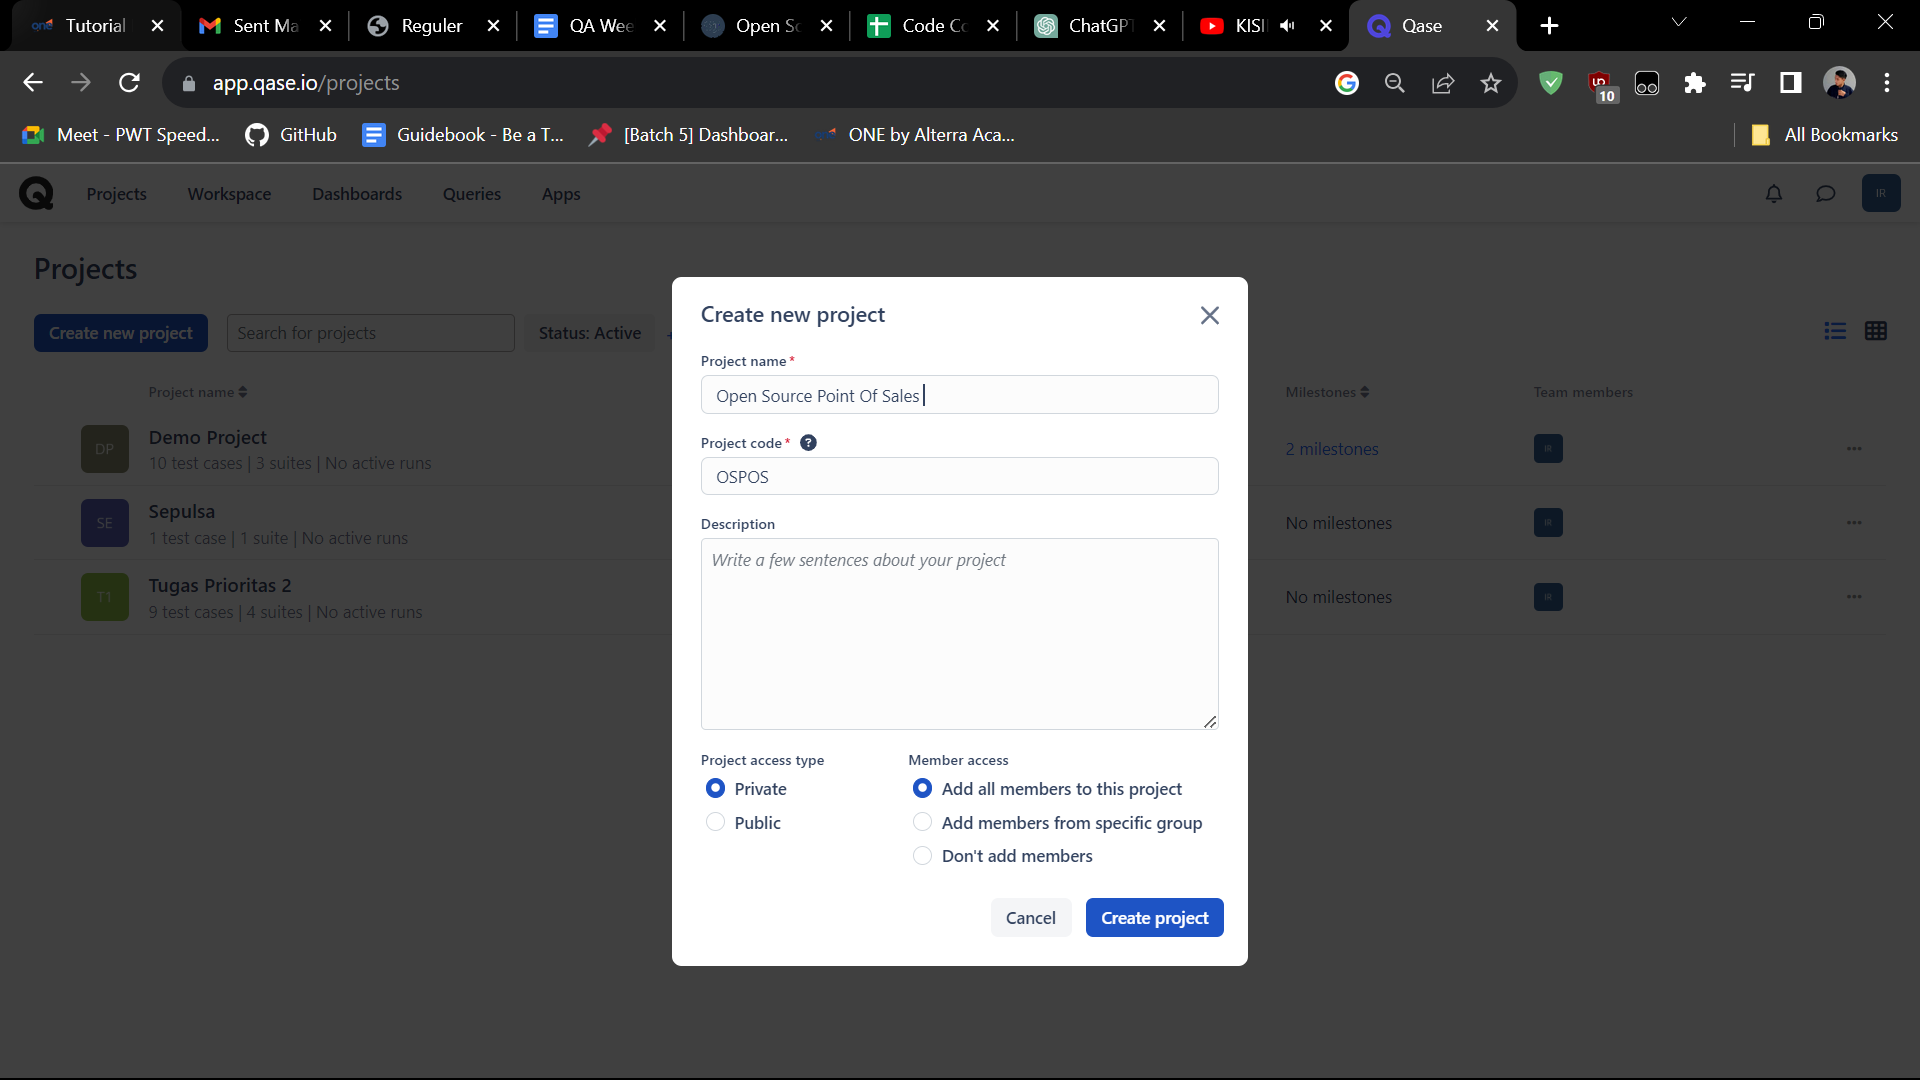 Tutorial
Sent Ma
Reguler
QA Wee
Open So
Code Co
ChatGPT
KISI
Qase
app.qase.io/projects
10
Meet - PWT Speed...
GitHub
Guidebook - Be a T...
[Batch 5] Dashboar...
ONE by Alterra Aca...
All Bookmarks
Projects
Workspace
Dashboards
Queries
Apps
IR
Projects
Create new project
Search for projects
Status: Active
Project name
Milestones
Team members
DP
Demo Project
10 test cases | 3 suites | No active runs
2 milestones
IR
SE
Sepulsa
1 test case | 1 suite | No active runs
No milestones
IR
T1
Tugas Prioritas 2
9 test cases | 4 suites | No active runs
No milestones
IR
Create new project
Project name *
Open Source Point Of Sales
Project code * ?
OSPOS
Description
Write a few sentences about your project
Project access type
Private
Public
Member access
Add all members to this project
Add members from specific group
Don't add members
Cancel
Create project